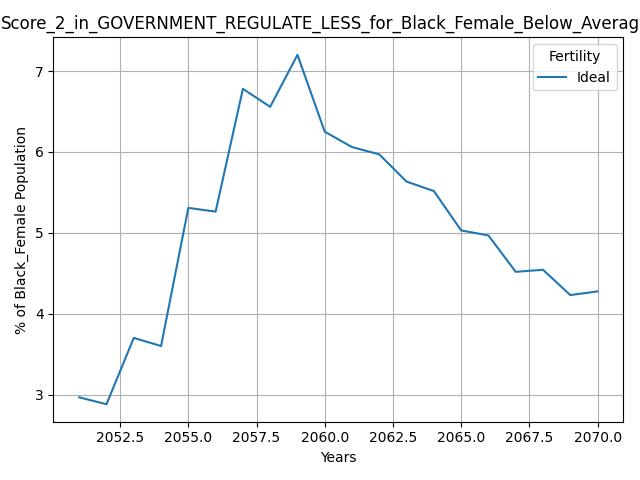 Score_2_in_GOVERNMENT_REGULATE_LESS_for_Black_Female_Below_Averag
Fertility
Ideal
% of Black_Female Population
7
6
5
4
3
2052.5 2055.0 2057.5 2060.0 2062.5 2065.0 2067.5 2070.0
Years